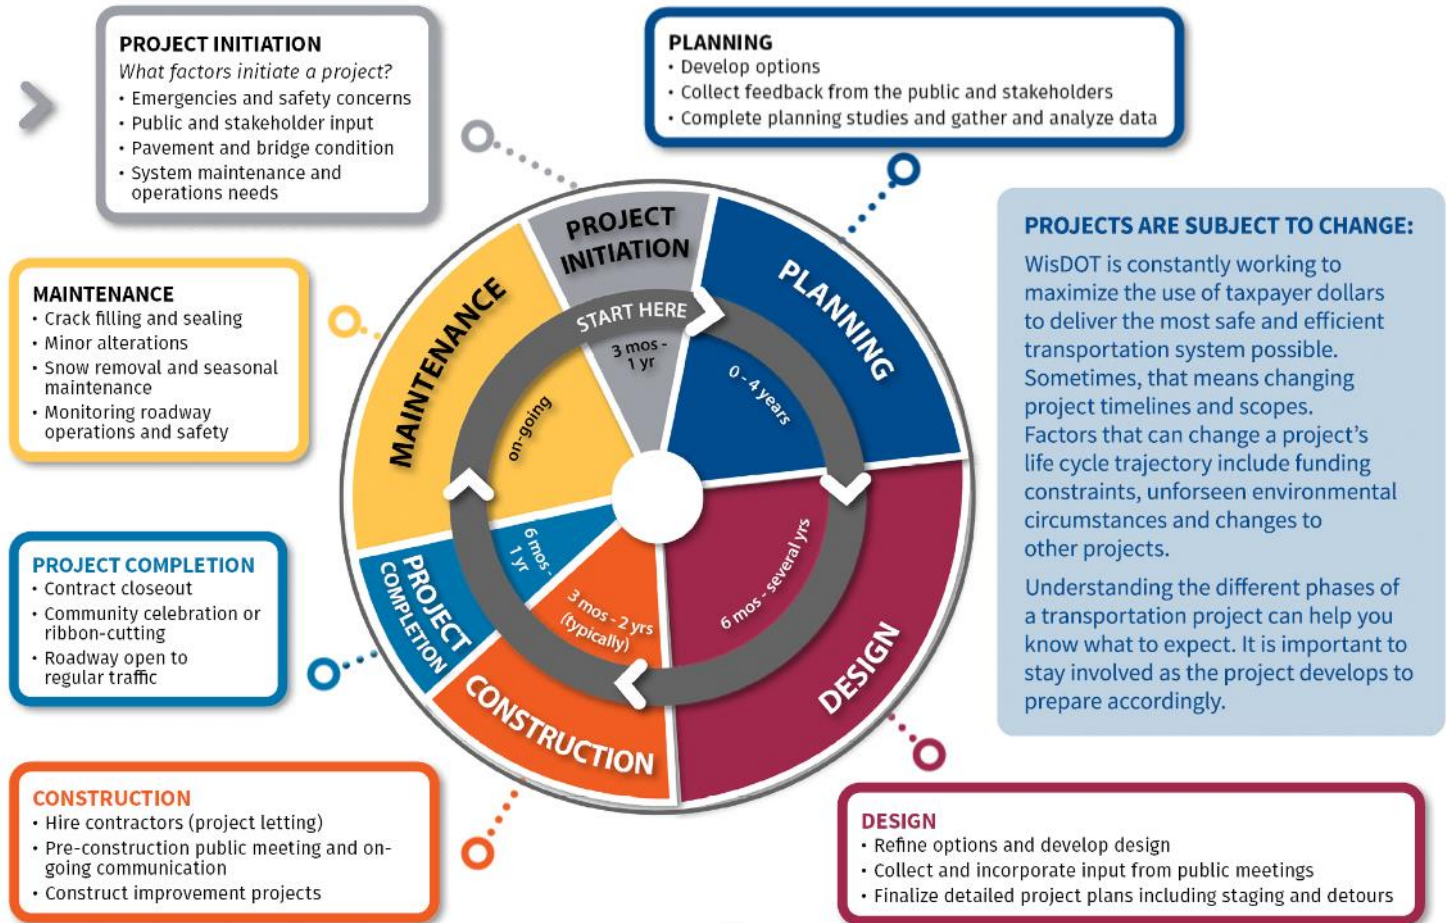 PROJECT INITIATION
What factors initiate a project?
• Emergencies and safety concerns
• Public and stakeholder input
• Pavement and bridge condition
• System maintenance and
operations needs
PLANNING
• Develop options
• Collect feedback from the public and stakeholders
• Complete planning studies and gather and analyze data
PROJECTS ARE SUBJECT TO CHANGE:
WisDOT is constantly working to
maximize the use of taxpayer dollars
to deliver the most safe and efficient
transportation system possible.
Sometimes, that means changing
project timelines and scopes.
Factors that can change a project's
life cycle trajectory include funding
constraints, unforseen environmental
circumstances and changes to
other projects.
Understanding the different phases of
a transportation project can help you
know what to expect. It is important to
stay involved as the project develops to
prepare accordingly.
MAINTENANCE
• Crack filling and sealing
• Minor alterations
• Snow removal and seasonal
maintenance
• Monitoring roadway
operations and safety
PROJECT COMPLETION
• Contract closeout
• Community celebration or
ribbon-cutting
• Roadway open to
regular traffic
CONSTRUCTION
• Hire contractors (project letting)
• Pre-construction public meeting and on-
going communication
• Construct improvement projects
DESIGN
• Refine options and develop design
• Collect and incorporate input from public meetings
• Finalize detailed project plans including staging and detours
PROJECT
INITIATION
START HERE
3 mos -
1 yr
PLANNING
0 - 4 years
DESIGN
6 mos - several yrs
CONSTRUCTION
3 mos - 2 yrs
(typically)
PROJECT
COMPLETION
6 mos -
1 yr
MAINTENANCE
on-going